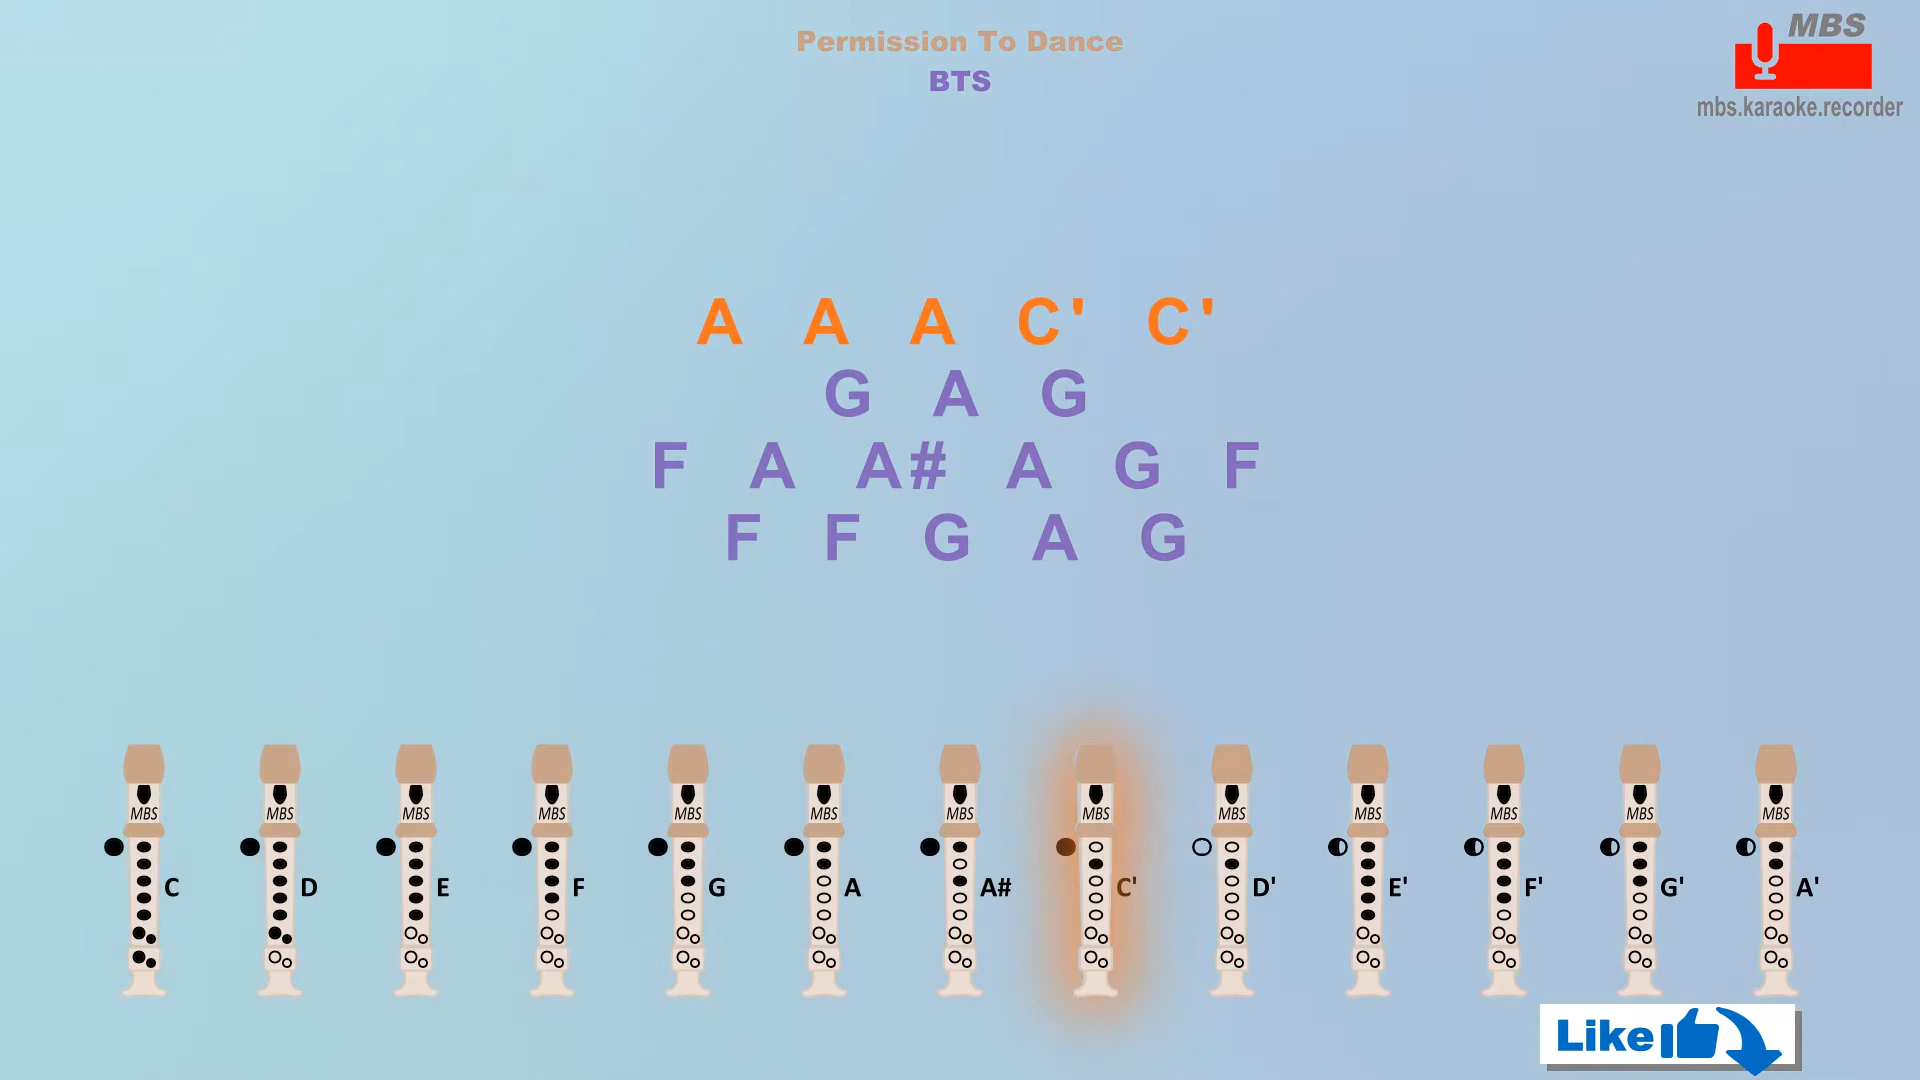 Permission To Dance
BTS
MBS
mbs.karaoke.recorder
A A A C' C'
G A G
F A A# A G F
F F G A G
MBS MBS MBS MBS MBS MBS MBS MBS MBS MBS MBS MBS MBS
C D E F G A A# C' D' E' F' G' A'
Like